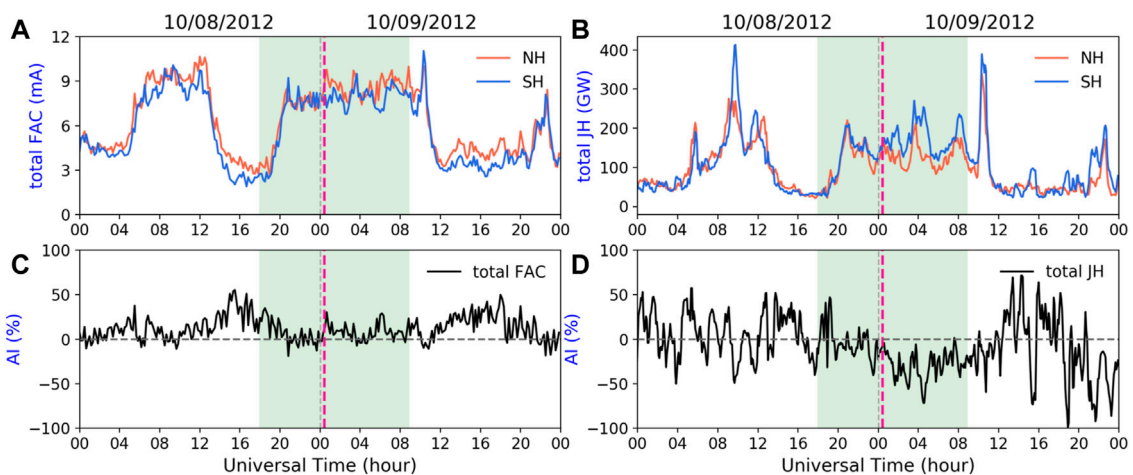 10/08/2012 10/09/2012
A
total FAC (mA)
12
9
6
3
0
NH
SH
00 04 08 12 16 20 00 04 08 12 16 20 00
10/08/2012 10/09/2012
B
total JH (GW)
400
300
200
100
0
NH
SH
00 04 08 12 16 20 00 04 08 12 16 20 00
C
AI (%)
100
50
0
−50
−100
total FAC
00 04 08 12 16 20 00 04 08 12 16 20 00
Universal Time (hour)
D
AI (%)
100
50
0
−50
−100
total JH
00 04 08 12 16 20 00 04 08 12 16 20 00
Universal Time (hour)